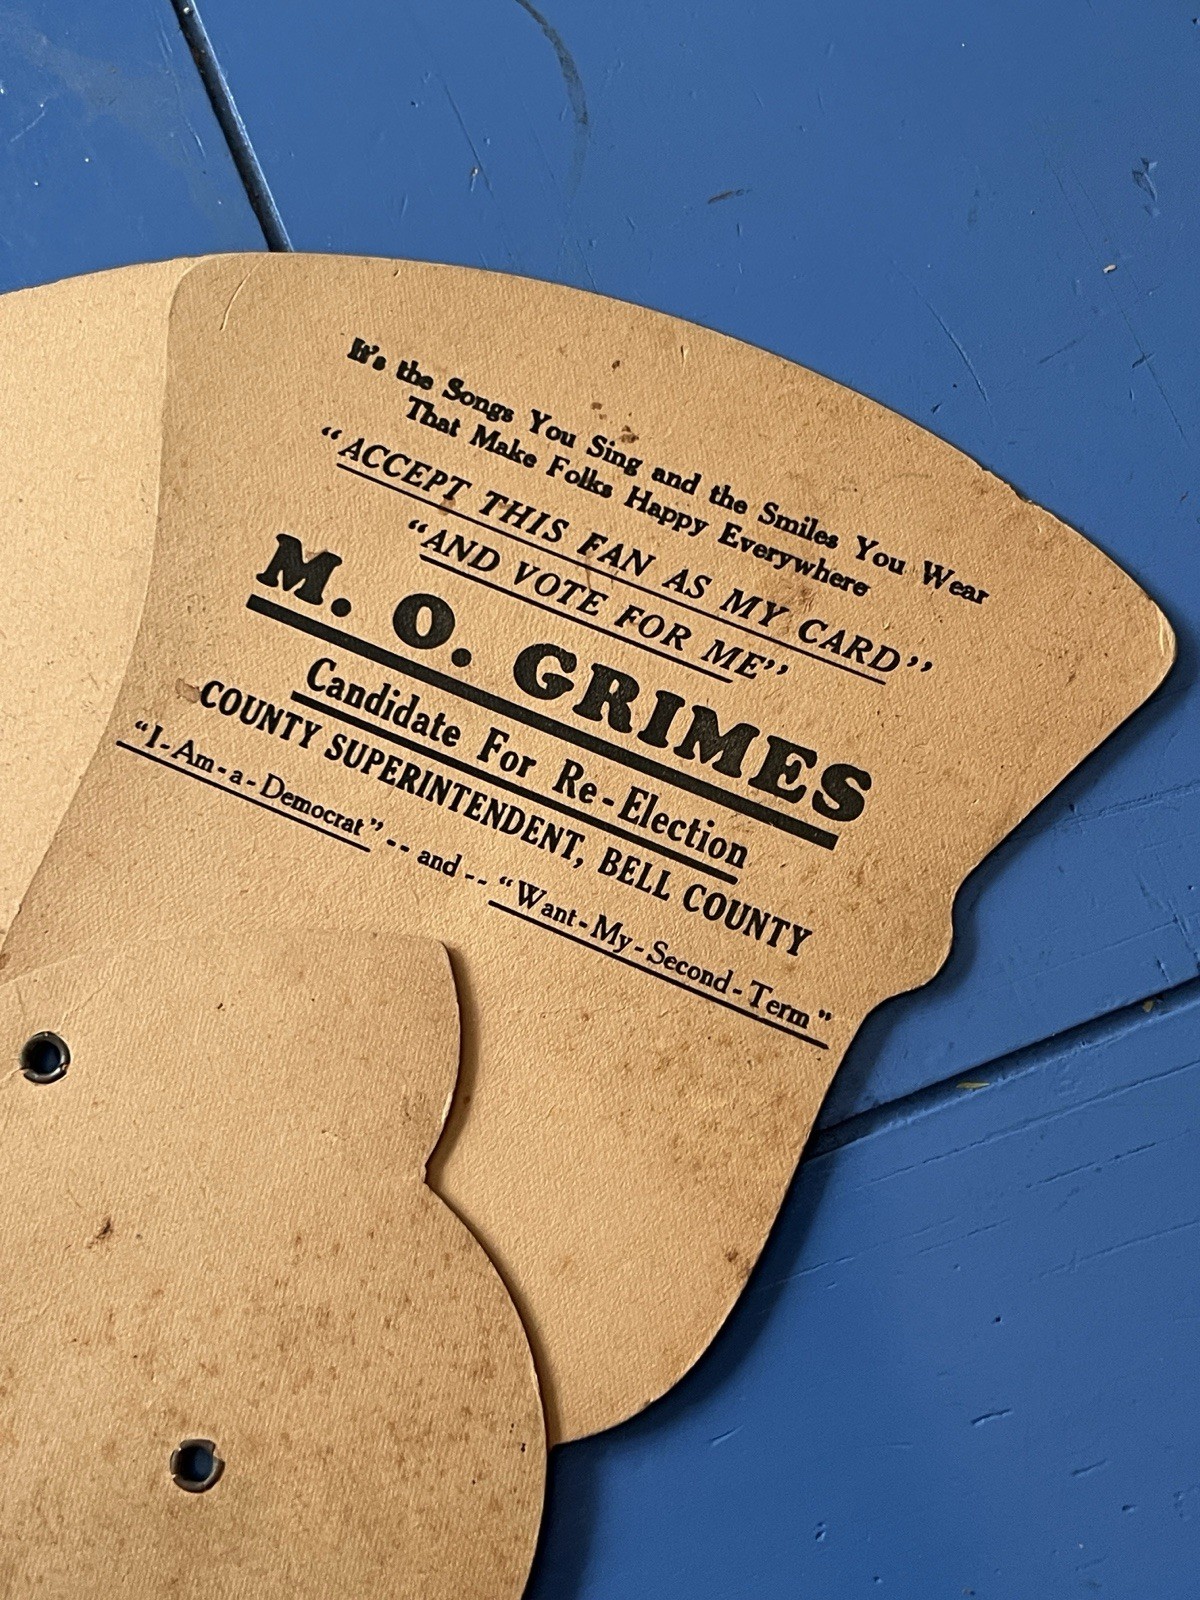 It's the Songs You Sing and the Smiles You Wear
That Make Folks Happy Everywhere
“ACCEPT THIS FAN AS MY CARD”
“AND VOTE FOR ME”
M. O. GRIMES
Candidate For Re-Election
COUNTY SUPERINTENDENT, BELL COUNTY
“I-Am-a-Democrat”--and--“Want-My-Second-Term”